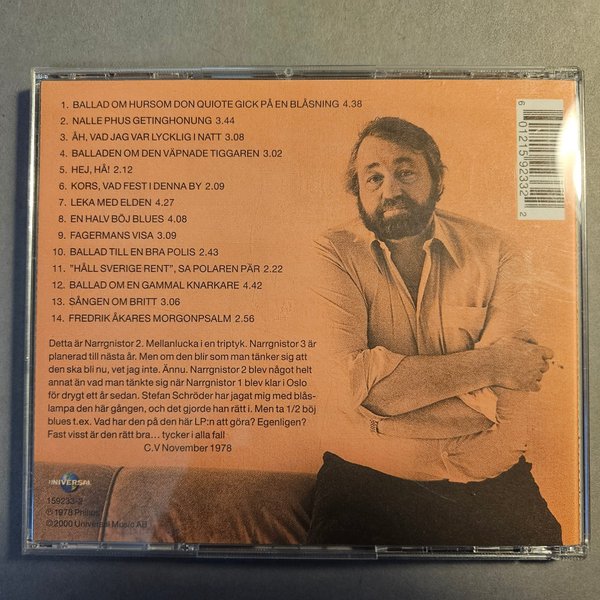 1. BALLAD OM HURSOM DON QUIOTE GICK PÅ EN BLÅSNING 4.38
2. NALLE PHUS GETINGHONUNG 3.44
3. ÅH, VAD JAG VAR LYCKLIG I NATT 3.08
4. BALLADEN OM DEN VÄPNADE TIGGAREN 3.02
5. HEJ, HÅ! 2.12
6. KORS, VAD FEST I DENNA BY 2.09
7. LEKA MED ELDEN 4.27
8. EN HALV BÖJ BLUES 4.08
9. FAGERMANS VISA 3.09
10. BALLAD TILL EN BRA POLIS 2.43
11. "HÅLL SVERIGE RENT", SA POLAREN PÄR 2.22
12. BALLAD OM EN GAMMAL KNARKARE 4.42
13. SÅNGEN OM BRITT 3.06
14. FREDRIK ÅKARES MORGONPSALM 2.56
Detta är Narrgnistor 2. Mellanlucka i en triptyk. Narrgnistor 3 är
planerad till nästa år. Men om den blir som man tänker sig att
den ska bli nu, vet jag inte. Ännu. Narrgnistor 2 blev något helt
annat än vad man tänkte sig när Narrgnistor 1 blev klar i Oslo
för drygt ett år sedan. Stefan Schröder har jagat mig med blås-
lampa den här gången, och det gjorde han rätt i. Men ta 1/2 böj
blues t.ex. Vad har den på den här LP:n att göra? Egenligen?
Fast visst är den rätt bra... tycker i alla fall
C.V November 1978
UNIVERSAL
159233-2
℗ 1978 Philips
© 2000 Universal Music AB
6 01215 92332 2